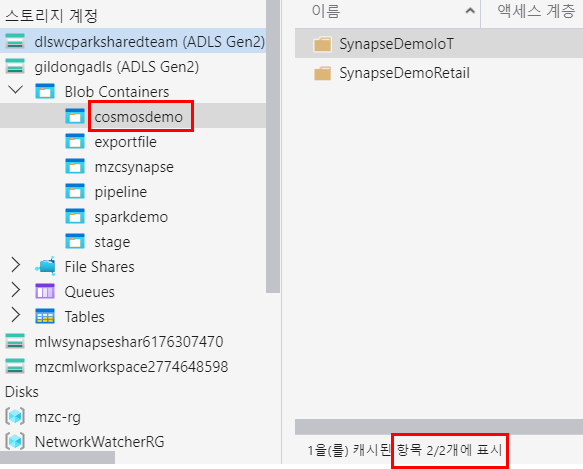 스토리지 계정
dlswcparksharedteam (ADLS Gen2)
gildongadls (ADLS Gen2)
Blob Containers
cosmosdemo
exportfile
mzcsynapse
pipeline
sparkdemo
stage
File Shares
Queues
Tables
mlwsynapseshar6176307470
mzcmlworkspace2774648598
Disks
mzc-rg
NetworkWatcherRG
이름 액세스 계층
SynapseDemoIoT
SynapseDemoRetail
1을(를) 캐시된 항목 2/2개에 표시